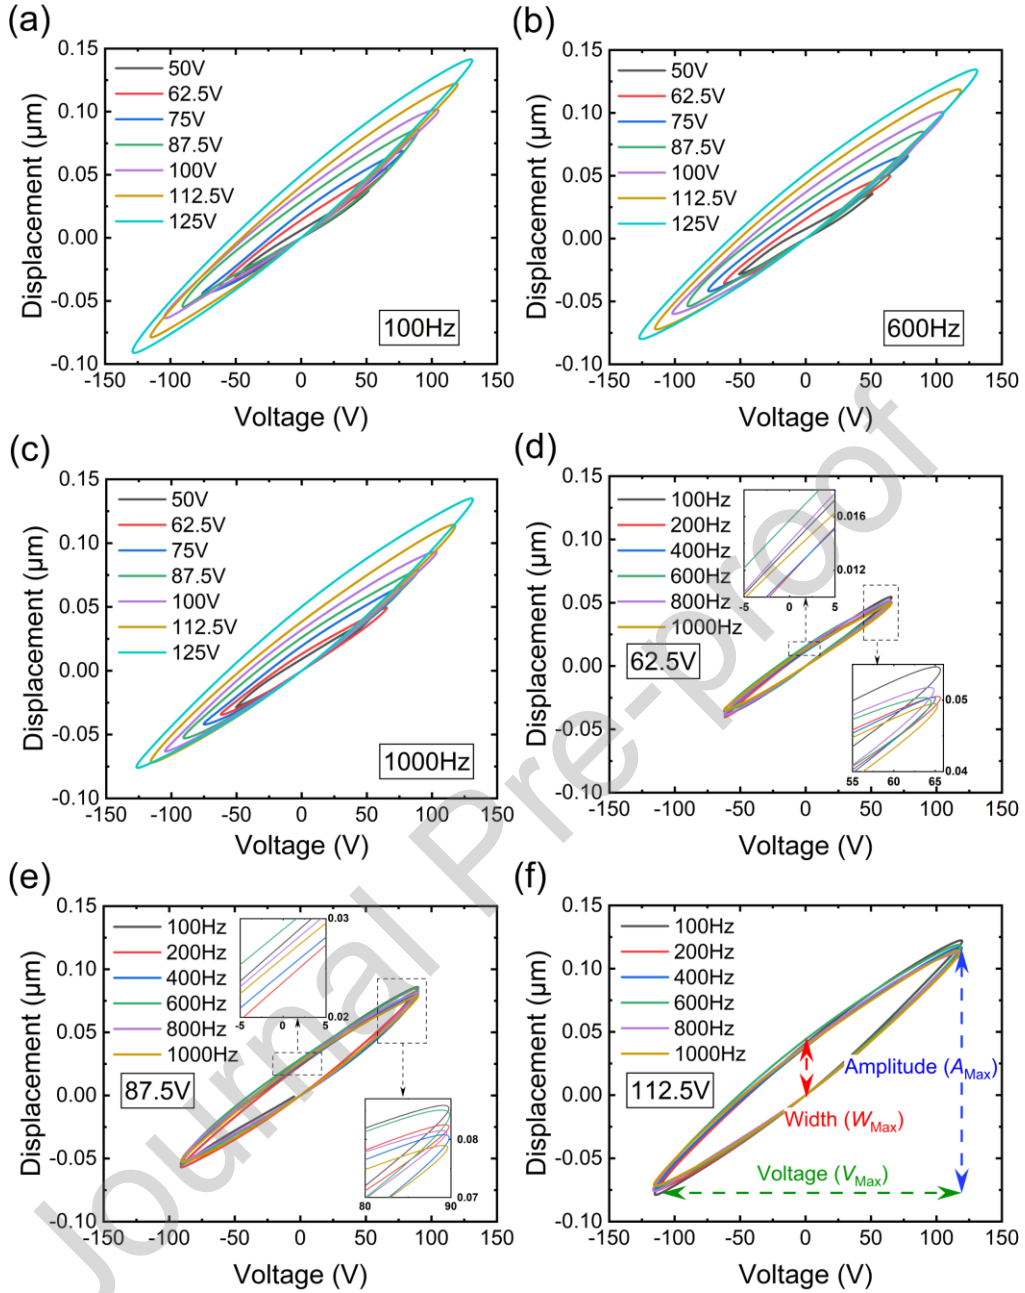 (a)
Displacement (μm)
0.15
0.10
0.05
0.00
-0.05
-0.10
50V
62.5V
75V
87.5V
100V
112.5V
125V
100Hz
-150 -100 -50 0 50 100 150
Voltage (V)
(b)
Displacement (μm)
0.15
0.10
0.05
0.00
-0.05
-0.10
50V
62.5V
75V
87.5V
100V
112.5V
125V
600Hz
-150 -100 -50 0 50 100 150
Voltage (V)
(c)
Displacement (μm)
0.15
0.10
0.05
0.00
-0.05
-0.10
50V
62.5V
75V
87.5V
100V
112.5V
125V
1000Hz
-150 -100 -50 0 50 100 150
Voltage (V)
(d)
Displacement (μm)
0.15
0.10
0.05
0.00
-0.05
-0.10
100Hz
200Hz
400Hz
600Hz
800Hz
1000Hz
62.5V
0.016
0.012
-5 0 5
0.05
0.04
55 60 65
-150 -100 -50 0 50 100 150
Voltage (V)
(e)
Displacement (μm)
0.15
0.10
0.05
0.00
-0.05
-0.10
100Hz
200Hz
400Hz
600Hz
800Hz
1000Hz
87.5V
0.03
0.02
-5 0 5
0.08
0.07
80 90
-150 -100 -50 0 50 100 150
Voltage (V)
(f)
Displacement (μm)
0.15
0.10
0.05
0.00
-0.05
-0.10
100Hz
200Hz
400Hz
600Hz
800Hz
1000Hz
112.5V
Amplitude (AMax)
Width (WMax)
Voltage (VMax)
-150 -100 -50 0 50 100 150
Voltage (V)
Journal Pre-proof